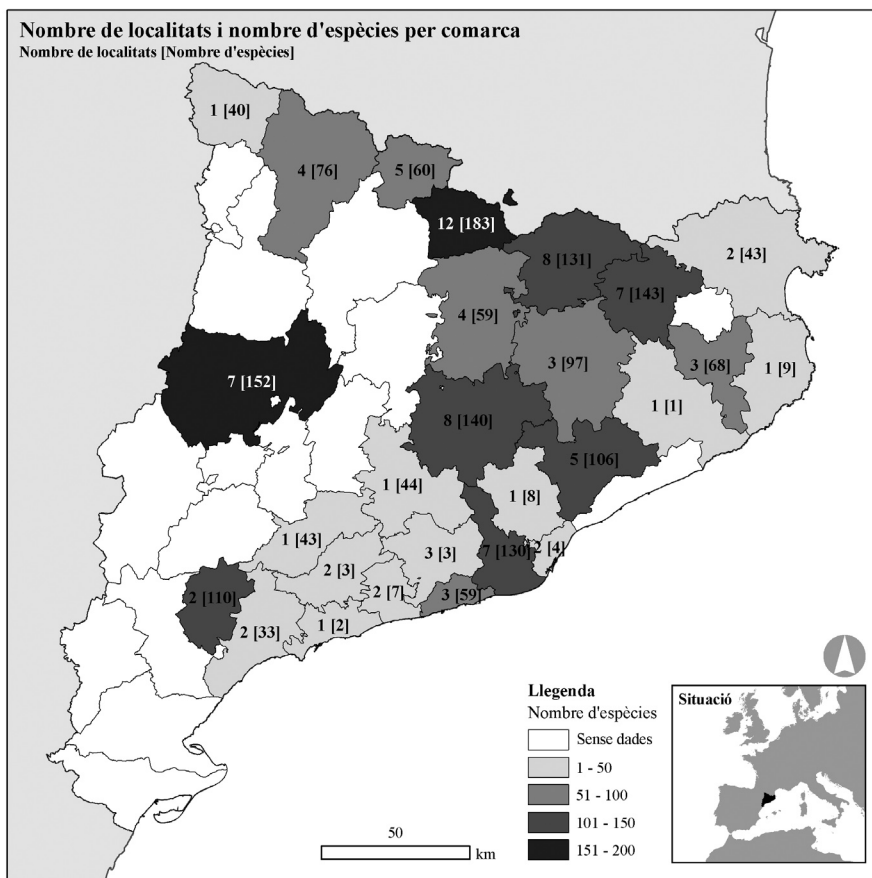 Nombre de localitats i nombre d'espècies per comarca
Nombre de localitats [Nombre d'espècies]
1 [40]
4 [76]
5 [60]
12 [183]
8 [131]
2 [43]
7 [143]
4 [59]
3 [97]
3 [68]
1 [9]
7 [152]
1 [1]
8 [140]
5 [106]
1 [44]
1 [8]
1 [43]
3 [3]
7 [130]
2 [4]
2 [3]
2 [7]
3 [59]
2 [110]
2 [33]
1 [2]
Llegenda
Nombre d'espècies
Sense dades
1 - 50
51 - 100
101 - 150
151 - 200
Situació
50
km